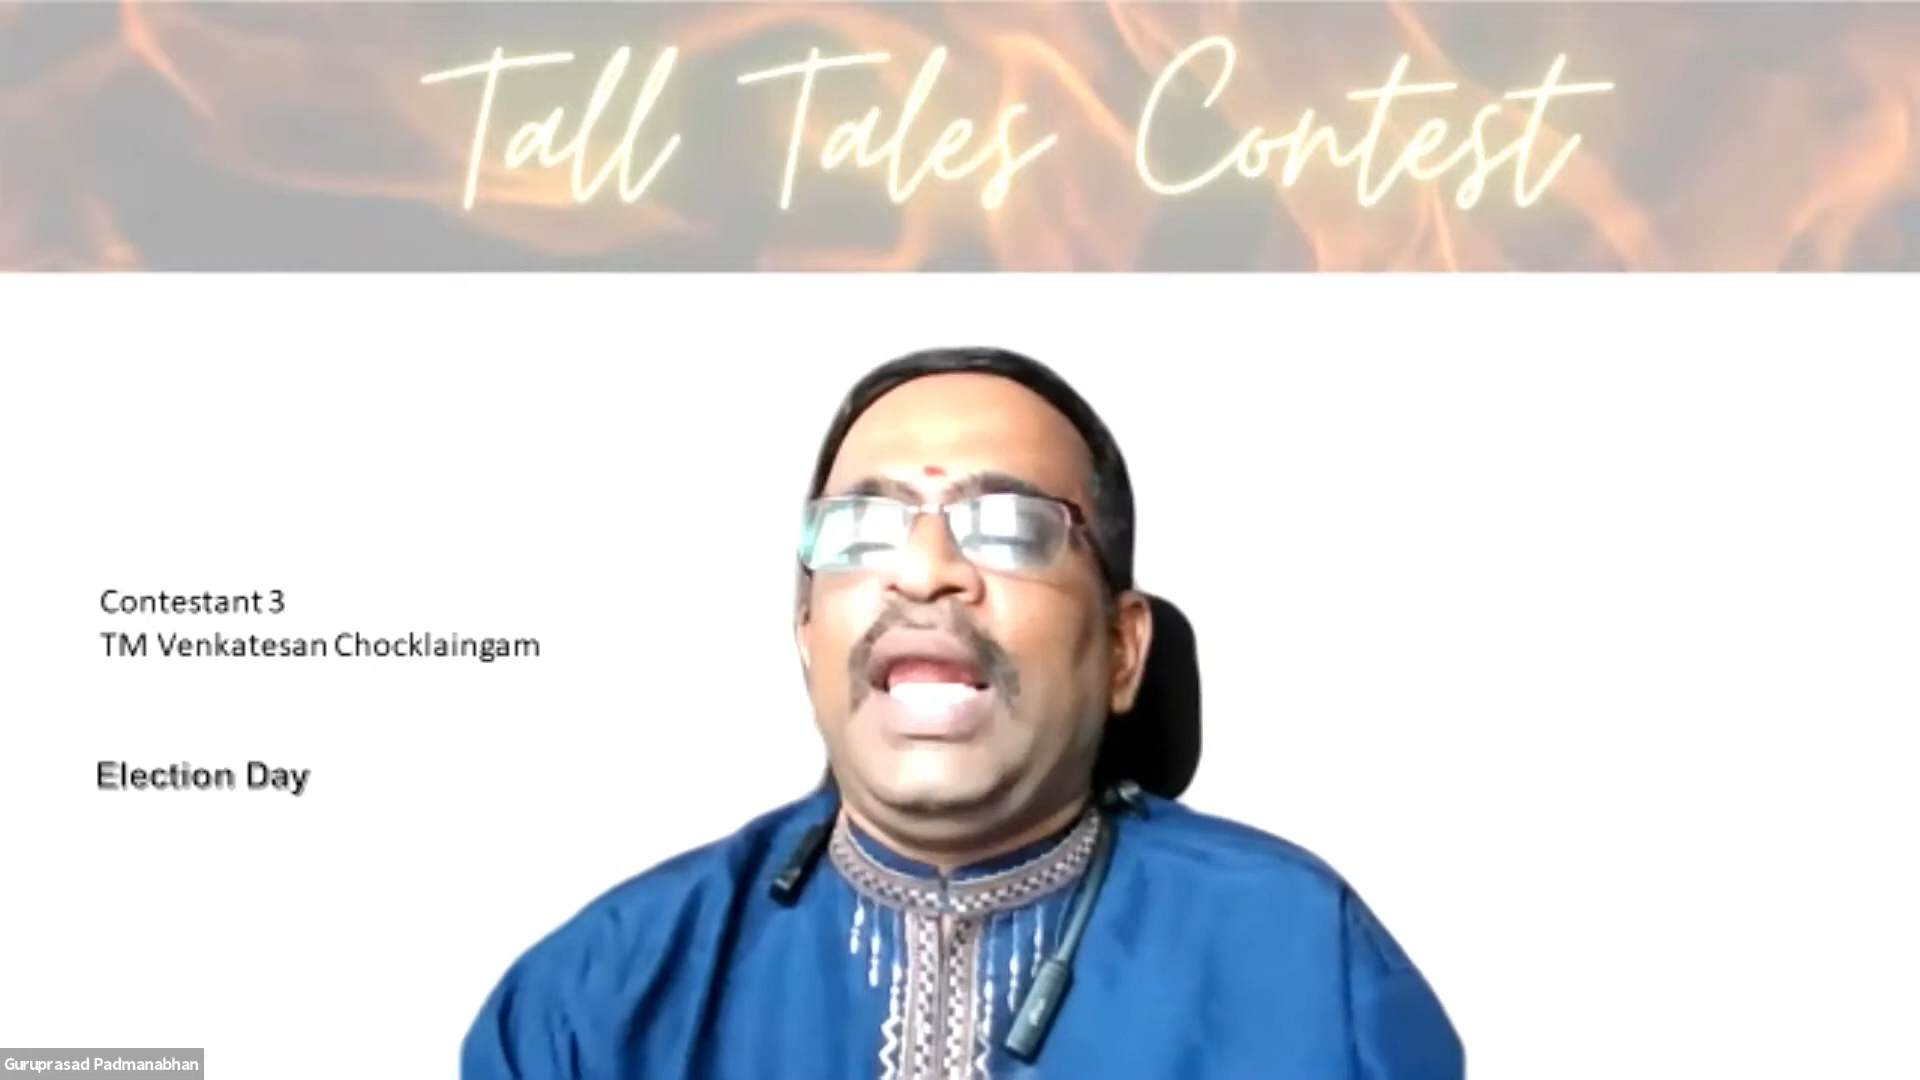 Tall Tales Contest
Contestant 3
TM Venkatesan Chocklaingam
Election Day
Guruprasad Padmanabhan